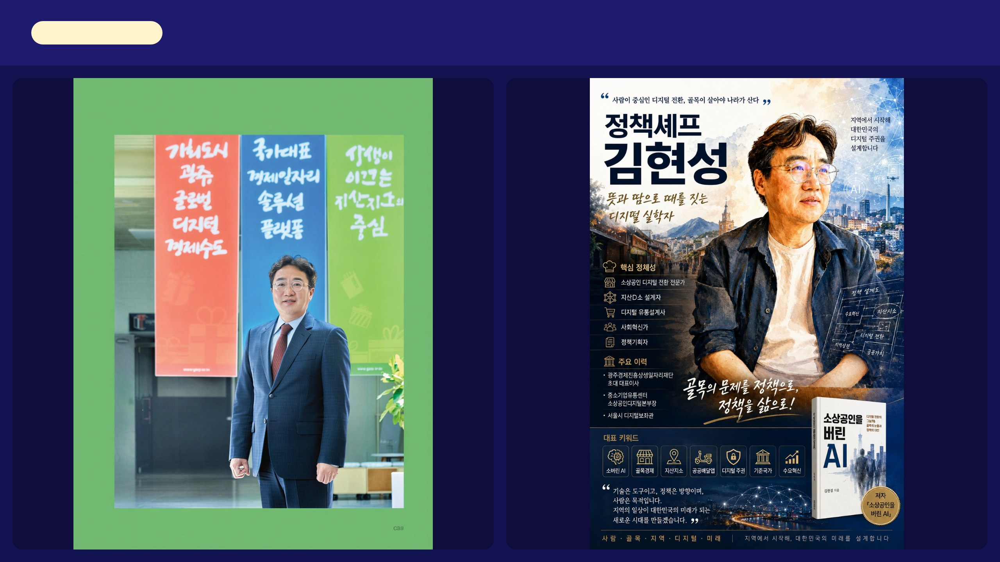 기회도시
광주
글로벌
디지털
경제수도
국가대표
경제일자리
솔루션
플랫폼
상생이
이끄는
지산지소의
중심
C39
“ 사람이 중심인 디지털 전환, 골목이 살아야 나라가 산다 ”
정책셰프
김현성
뜻과 땀으로 때를 짓는
디지털 실학자
지역에서 시작해
대한민국의
디지털 주권을
설계합니다
AI
핵심 정체성
소상공인 디지털 전환 전문가
지산D소 설계자
디지털 유통설계사
사회혁신가
정책기획자
주요 이력
• 광주경제진흥상생일자리재단
초대 대표이사
• 중소기업유통센터
소상공인디지털본부장
• 서울시 디지털보좌관
정책 설계도
수요혁신
지산지소
디지털 전환
지역상권
공공가치
골목의 문제를 정책으로,
정책을 삶으로!
대표 키워드
소버린 AI
골목경제
지산지소
공공배달앱
디지털 주권
기준국가
수요혁신
“ 기술은 도구이고, 정책은 방향이며,
사람은 목적입니다.
지역의 일상이 대한민국의 미래가 되는
새로운 시대를 만들겠습니다. ”
소상공인을
버린
AI
디지털 전환의
골목의 눈물과
정책의 대안
김현성 지음
저자
『소상공인을
버린 AI』
사람 · 골목 · 지역 · 디지털 · 미래 | 지역에서 시작해, 대한민국의 미래를 설계합니다